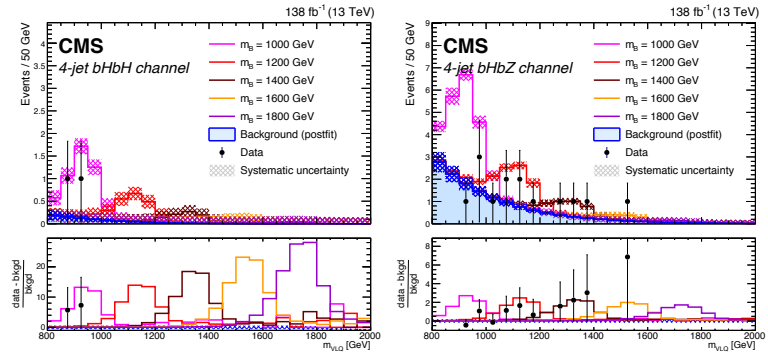 138 fb⁻¹ (13 TeV)
Events / 50 GeV
4
3.5
3
2.5
2
1.5
1
0.5
0
CMS
4-jet bHbH channel
m_B = 1000 GeV
m_B = 1200 GeV
m_B = 1400 GeV
m_B = 1600 GeV
m_B = 1800 GeV
Background (postfit)
Data
Systematic uncertainty
data - bkgd
bkgd
20
10
0
800 1000 1200 1400 1600 1800 2000
m_VLQ [GeV]
138 fb⁻¹ (13 TeV)
Events / 50 GeV
9
8
7
6
5
4
3
2
1
0
CMS
4-jet bHbZ channel
m_B = 1000 GeV
m_B = 1200 GeV
m_B = 1400 GeV
m_B = 1600 GeV
m_B = 1800 GeV
Background (postfit)
Data
Systematic uncertainty
data - bkgd
bkgd
8
6
4
2
0
800 1000 1200 1400 1600 1800 2000
m_VLQ [GeV]